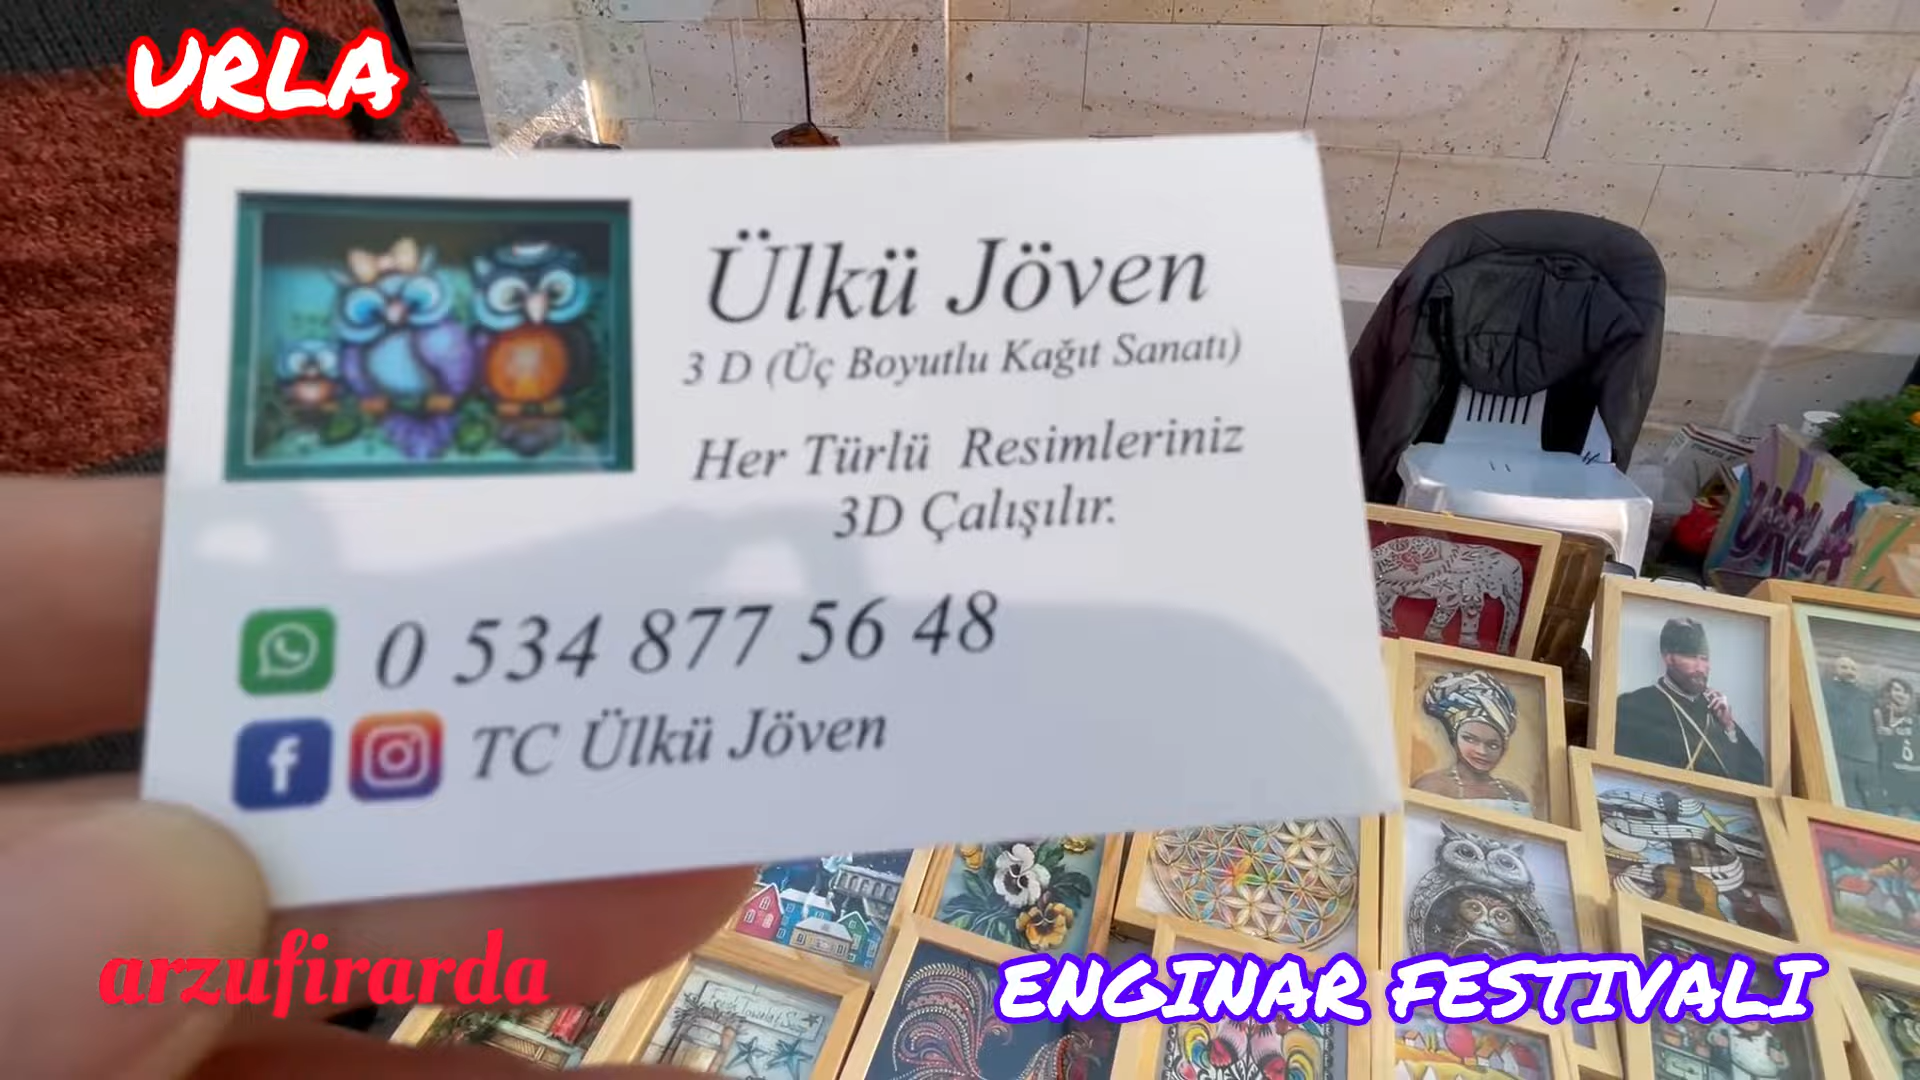 URLA
Ülkü Jöven
3 D (Üç Boyutlu Kağıt Sanatı)
Her Türlü Resimleriniz
3D Çalışılır.
0 534 877 56 48
TC Ülkü Jöven
URLA
arzufirarda
ENGINAR FESTIVALI